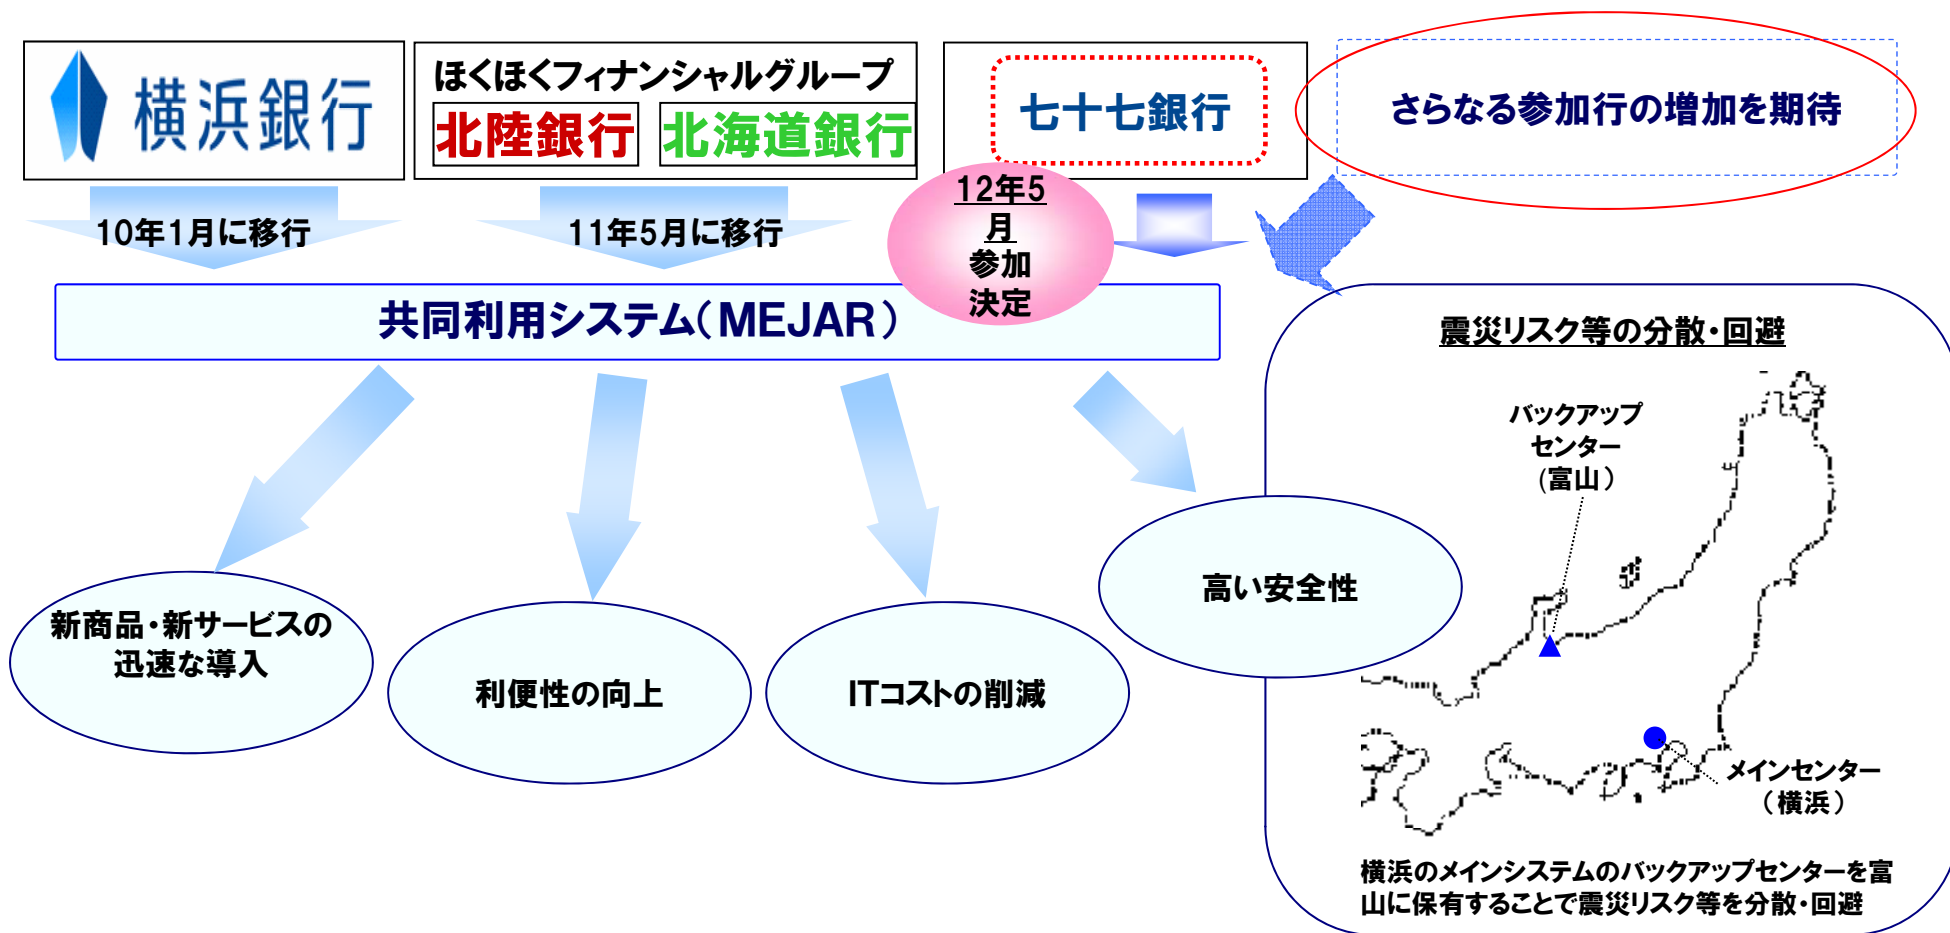 横浜銀行
ほくほくフィナンシャルグループ
北陸銀行
北海道銀行
七十七銀行
さらなる参加行の増加を期待
10年1月に移行
11年5月に移行
12年5
月
参加
決定
共同利用システム(MEJAR)
新商品・新サービスの
迅速な導入
利便性の向上
ITコストの削減
高い安全性
震災リスク等の分散・回避
バックアップ
センター
(富山)
メインセンター
(横浜)
横浜のメインシステムのバックアップセンターを富
山に保有することで震災リスク等を分散・回避